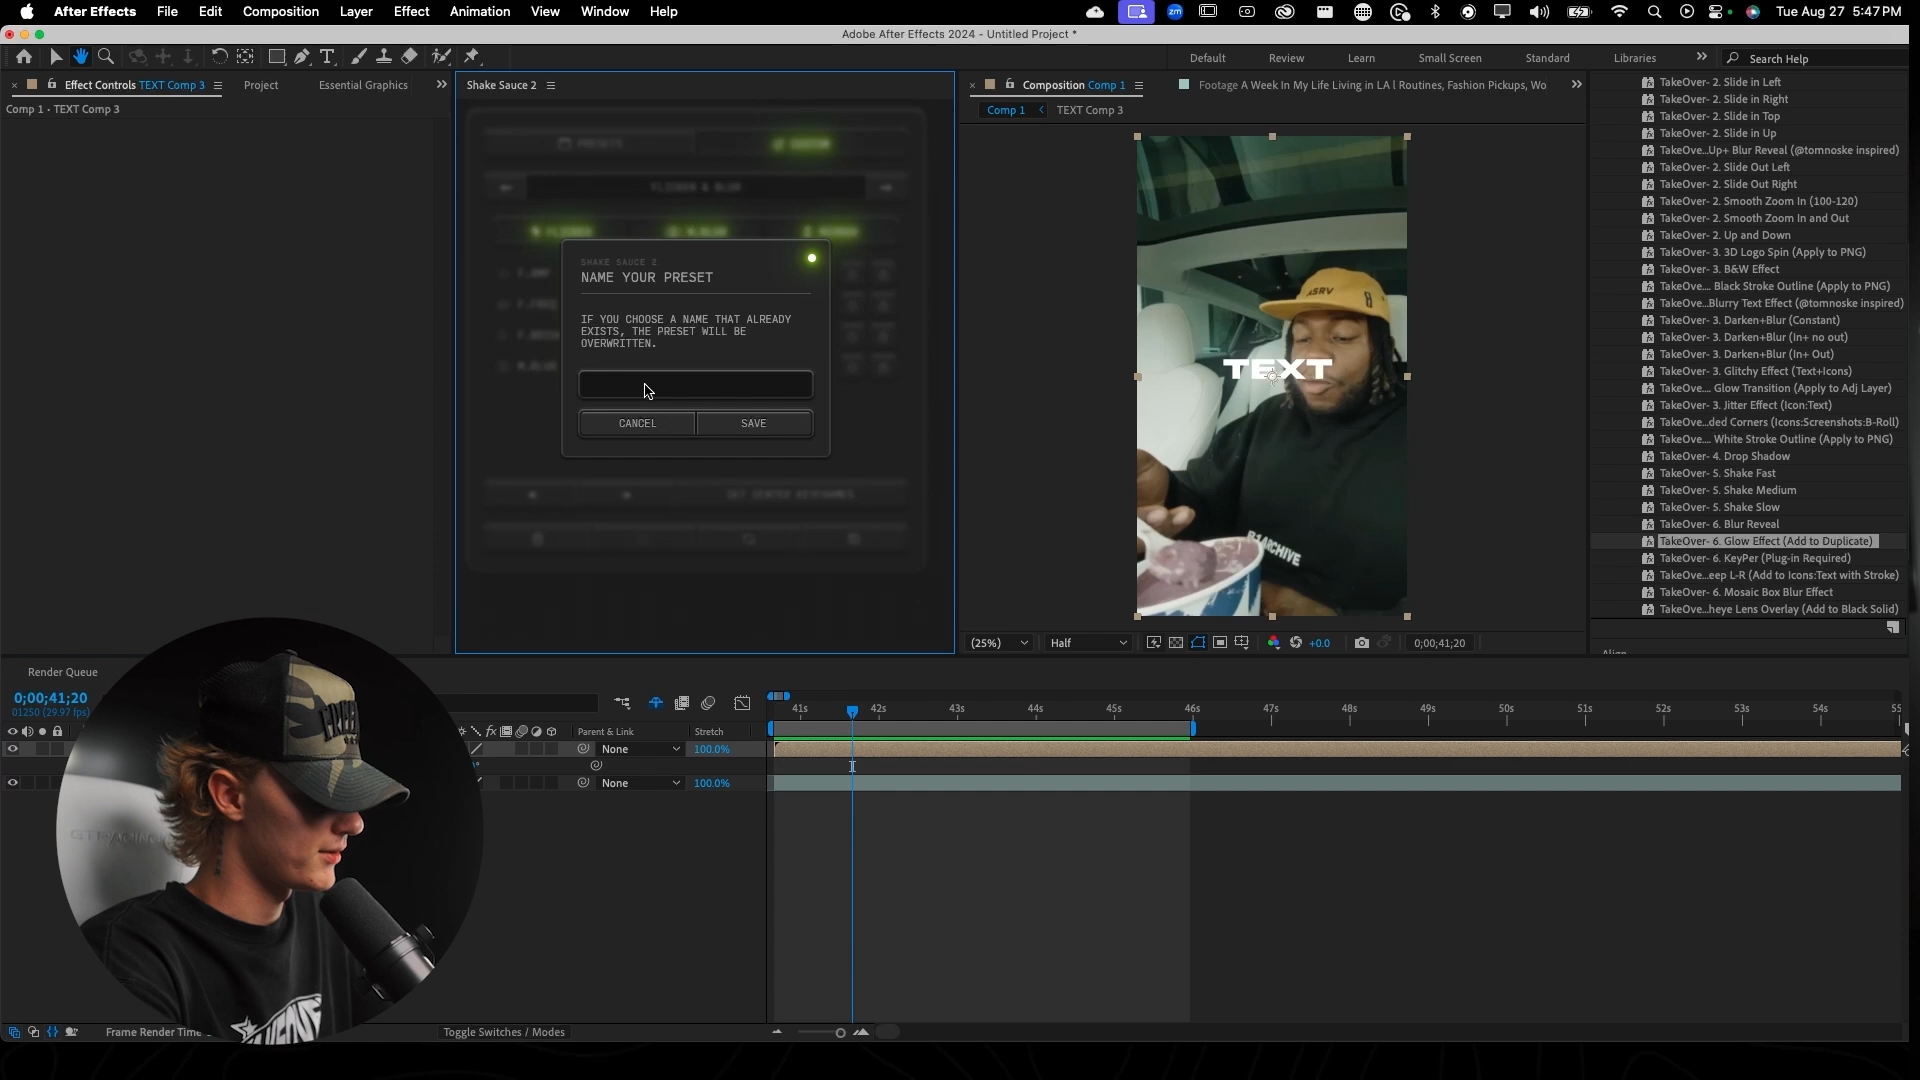 After Effects File Edit Composition Layer Effect Animation View Window Help
Tue Aug 27 5:47 PM
Adobe After Effects 2024 - Untitled Project *
Default Review Learn Small Screen Standard Libraries
Search Help
Effect Controls TEXT Comp 3
Project
Essential Graphics
Comp 1 • TEXT Comp 3
Shake Sauce 2
PRESETS
CUSTOM
FLICKER & BLUR
SHAKE SAUCE 2
NAME YOUR PRESET
IF YOU CHOOSE A NAME THAT ALREADY
EXISTS, THE PRESET WILL BE
OVERWRITTEN.
CANCEL
SAVE
SET CENTER KEYFRAMES
Composition Comp 1
Footage A Week In My Life Living in LA l Routines, Fashion Pickups, Wo
Comp 1
TEXT Comp 3
ASRV
TEXT
ARCHIVE
(25%)
Half
+0.0
0;00;41;20
TakeOver- 2. Slide in Left
TakeOver- 2. Slide in Right
TakeOver- 2. Slide in Top
TakeOver- 2. Slide in Up
TakeOve...Up+ Blur Reveal (@tomnoske inspired)
TakeOver- 2. Slide Out Left
TakeOver- 2. Slide Out Right
TakeOver- 2. Smooth Zoom In (100-120)
TakeOver- 2. Smooth Zoom In and Out
TakeOver- 2. Up and Down
TakeOver- 3. 3D Logo Spin (Apply to PNG)
TakeOver- 3. B&W Effect
TakeOve.... Black Stroke Outline (Apply to PNG)
TakeOve...Blurry Text Effect (@tomnoske inspired)
TakeOver- 3. Darken+Blur (Constant)
TakeOver- 3. Darken+Blur (In+ no out)
TakeOver- 3. Darken+Blur (In+ Out)
TakeOver- 3. Glitchy Effect (Text+Icons)
TakeOve.... Glow Transition (Apply to Adj Layer)
TakeOver- 3. Jitter Effect (Icon:Text)
TakeOve...ded Corners (Icons:Screenshots:B-Roll)
TakeOve.... White Stroke Outline (Apply to PNG)
TakeOver- 4. Drop Shadow
TakeOver- 5. Shake Fast
TakeOver- 5. Shake Medium
TakeOver- 5. Shake Slow
TakeOver- 6. Blur Reveal
TakeOver- 6. Glow Effect (Add to Duplicate)
TakeOver- 6. KeyPer (Plug-in Required)
TakeOve...eep L-R (Add to Icons:Text with Stroke)
TakeOver- 6. Mosaic Box Blur Effect
TakeOve...heye Lens Overlay (Add to Black Solid)
Align
Render Queue
0;00;41;20
01250 (29.97 fps)
Parent & Link
Stretch
None
100.0%
None
100.0%
41s 42s 43s 44s 45s 46s 47s 48s 49s 50s 51s 52s 53s 54s 55
GTRACING
Frame Render Time
Toggle Switches / Modes